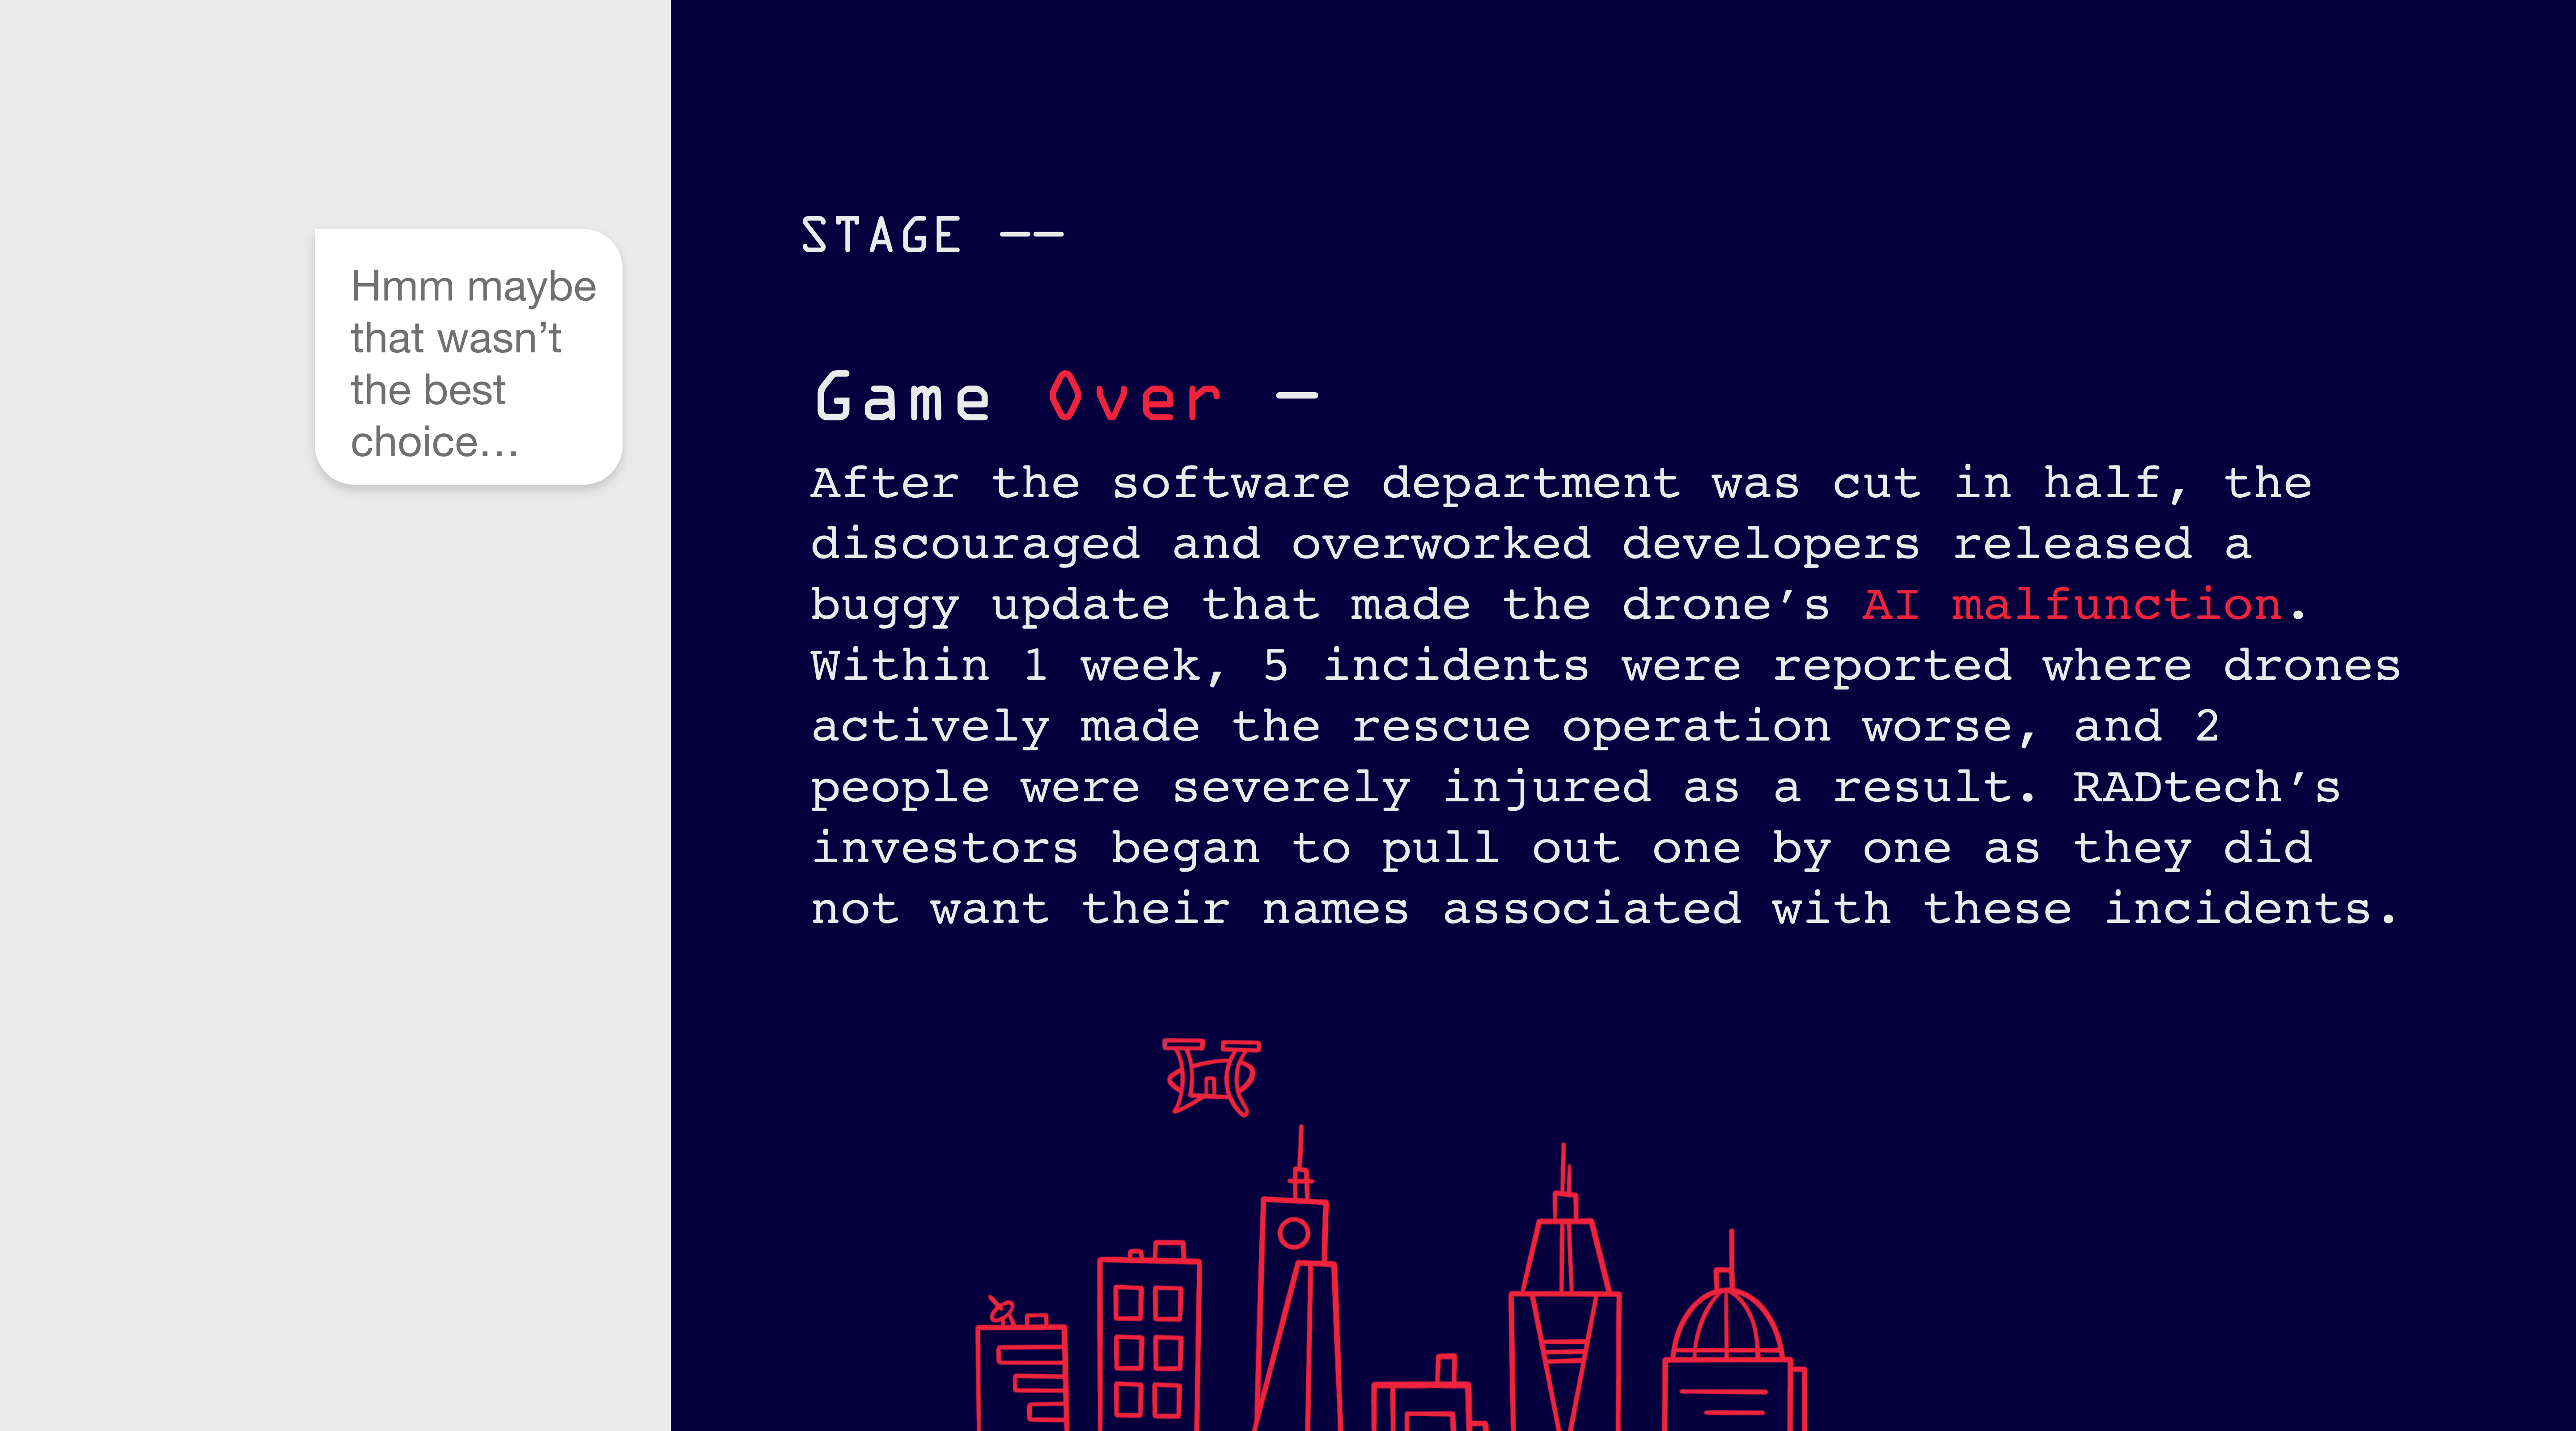 Hmm maybe
that wasn’t
the best
choice…
STAGE ——
Game Over —
After the software department was cut in half, the
discouraged and overworked developers released a
buggy update that made the drone’s AI malfunction.
Within 1 week, 5 incidents were reported where drones
actively made the rescue operation worse, and 2
people were severely injured as a result. RADtech’s
investors began to pull out one by one as they did
not want their names associated with these incidents.